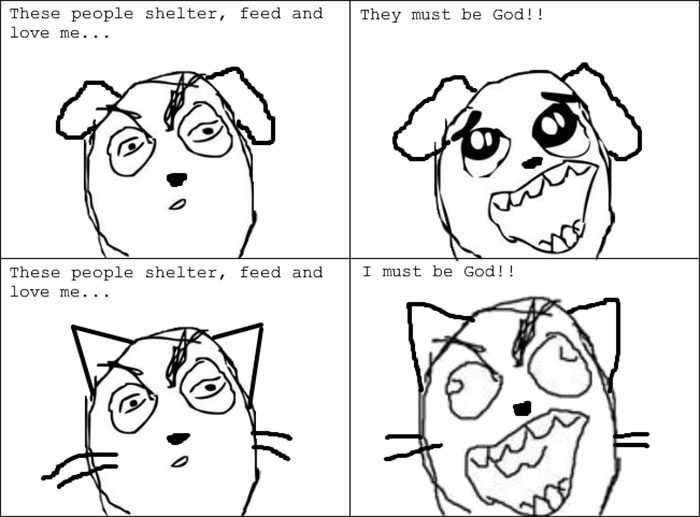 These people shelter, feed and
love me...
They must be God!!
These people shelter, feed and
love me...
I must be God!!